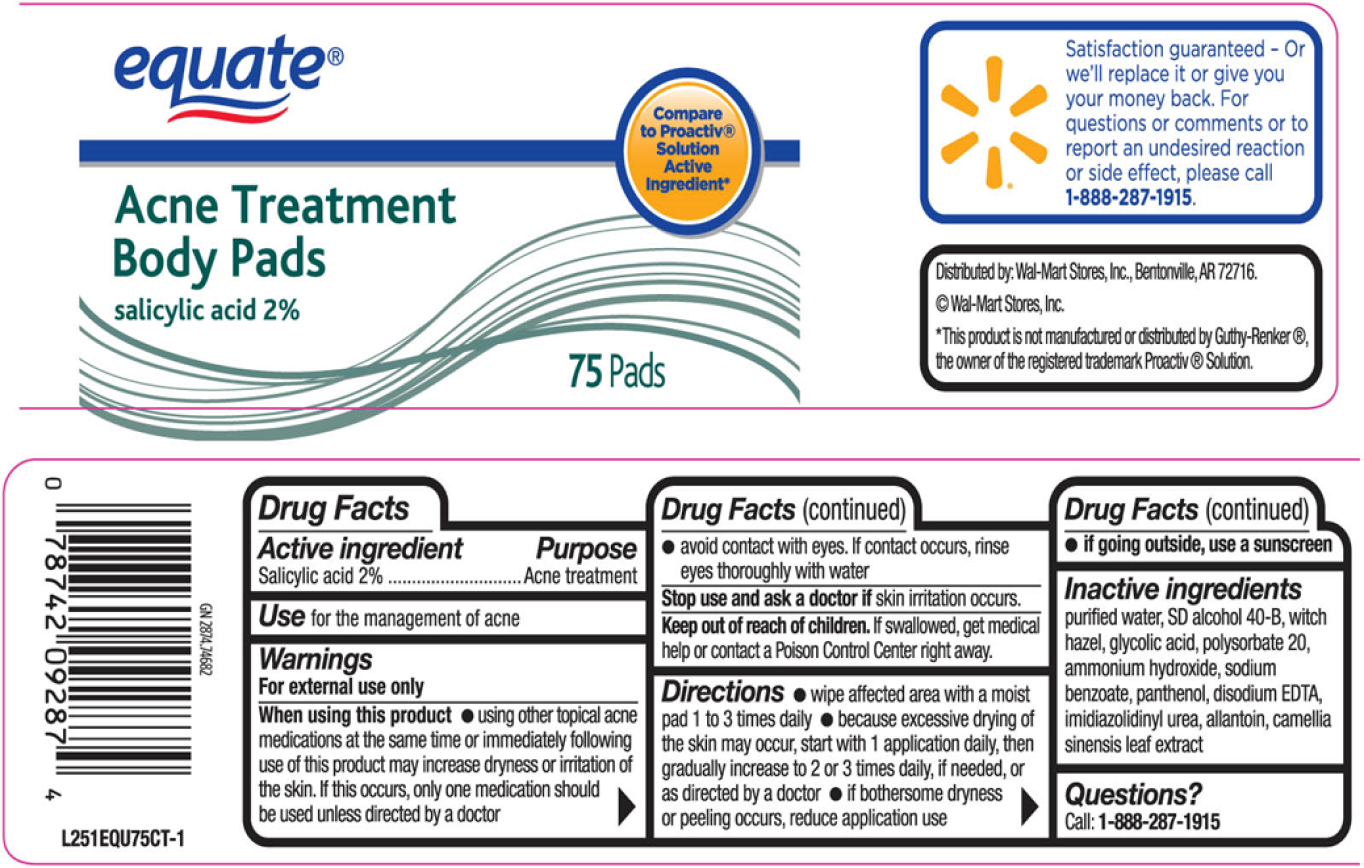 equate®
Compare
to Proactiv®
Solution
Active
Ingredient*
Acne Treatment
Body Pads
salicylic acid 2%
75 Pads
Satisfaction guaranteed – Or
we'll replace it or give you
your money back. For
questions or comments or to
report an undesired reaction
or side effect, please call
1-888-287-1915.
Distributed by: Wal-Mart Stores, Inc., Bentonville, AR 72716.
© Wal-Mart Stores, Inc.
*This product is not manufactured or distributed by Guthy-Renker ®,
the owner of the registered trademark Proactiv ® Solution.
0 78742 09287 4
GN 2874.74682
L251EQU75CT-1
Drug Facts
Active ingredient Purpose
Salicylic acid 2% ............................ Acne treatment
Use for the management of acne
Warnings
For external use only
When using this product ● using other topical acne
medications at the same time or immediately following
use of this product may increase dryness or irritation of
the skin. If this occurs, only one medication should
be used unless directed by a doctor
Drug Facts (continued)
● avoid contact with eyes. If contact occurs, rinse
eyes thoroughly with water
Stop use and ask a doctor if skin irritation occurs.
Keep out of reach of children. If swallowed, get medical
help or contact a Poison Control Center right away.
Directions ● wipe affected area with a moist
pad 1 to 3 times daily ● because excessive drying of
the skin may occur, start with 1 application daily, then
gradually increase to 2 or 3 times daily, if needed, or
as directed by a doctor ● if bothersome dryness
or peeling occurs, reduce application use
Drug Facts (continued)
● if going outside, use a sunscreen
Inactive ingredients
purified water, SD alcohol 40-B, witch
hazel, glycolic acid, polysorbate 20,
ammonium hydroxide, sodium
benzoate, panthenol, disodium EDTA,
imidiazolidinyl urea, allantoin, camellia
sinensis leaf extract
Questions?
Call: 1-888-287-1915